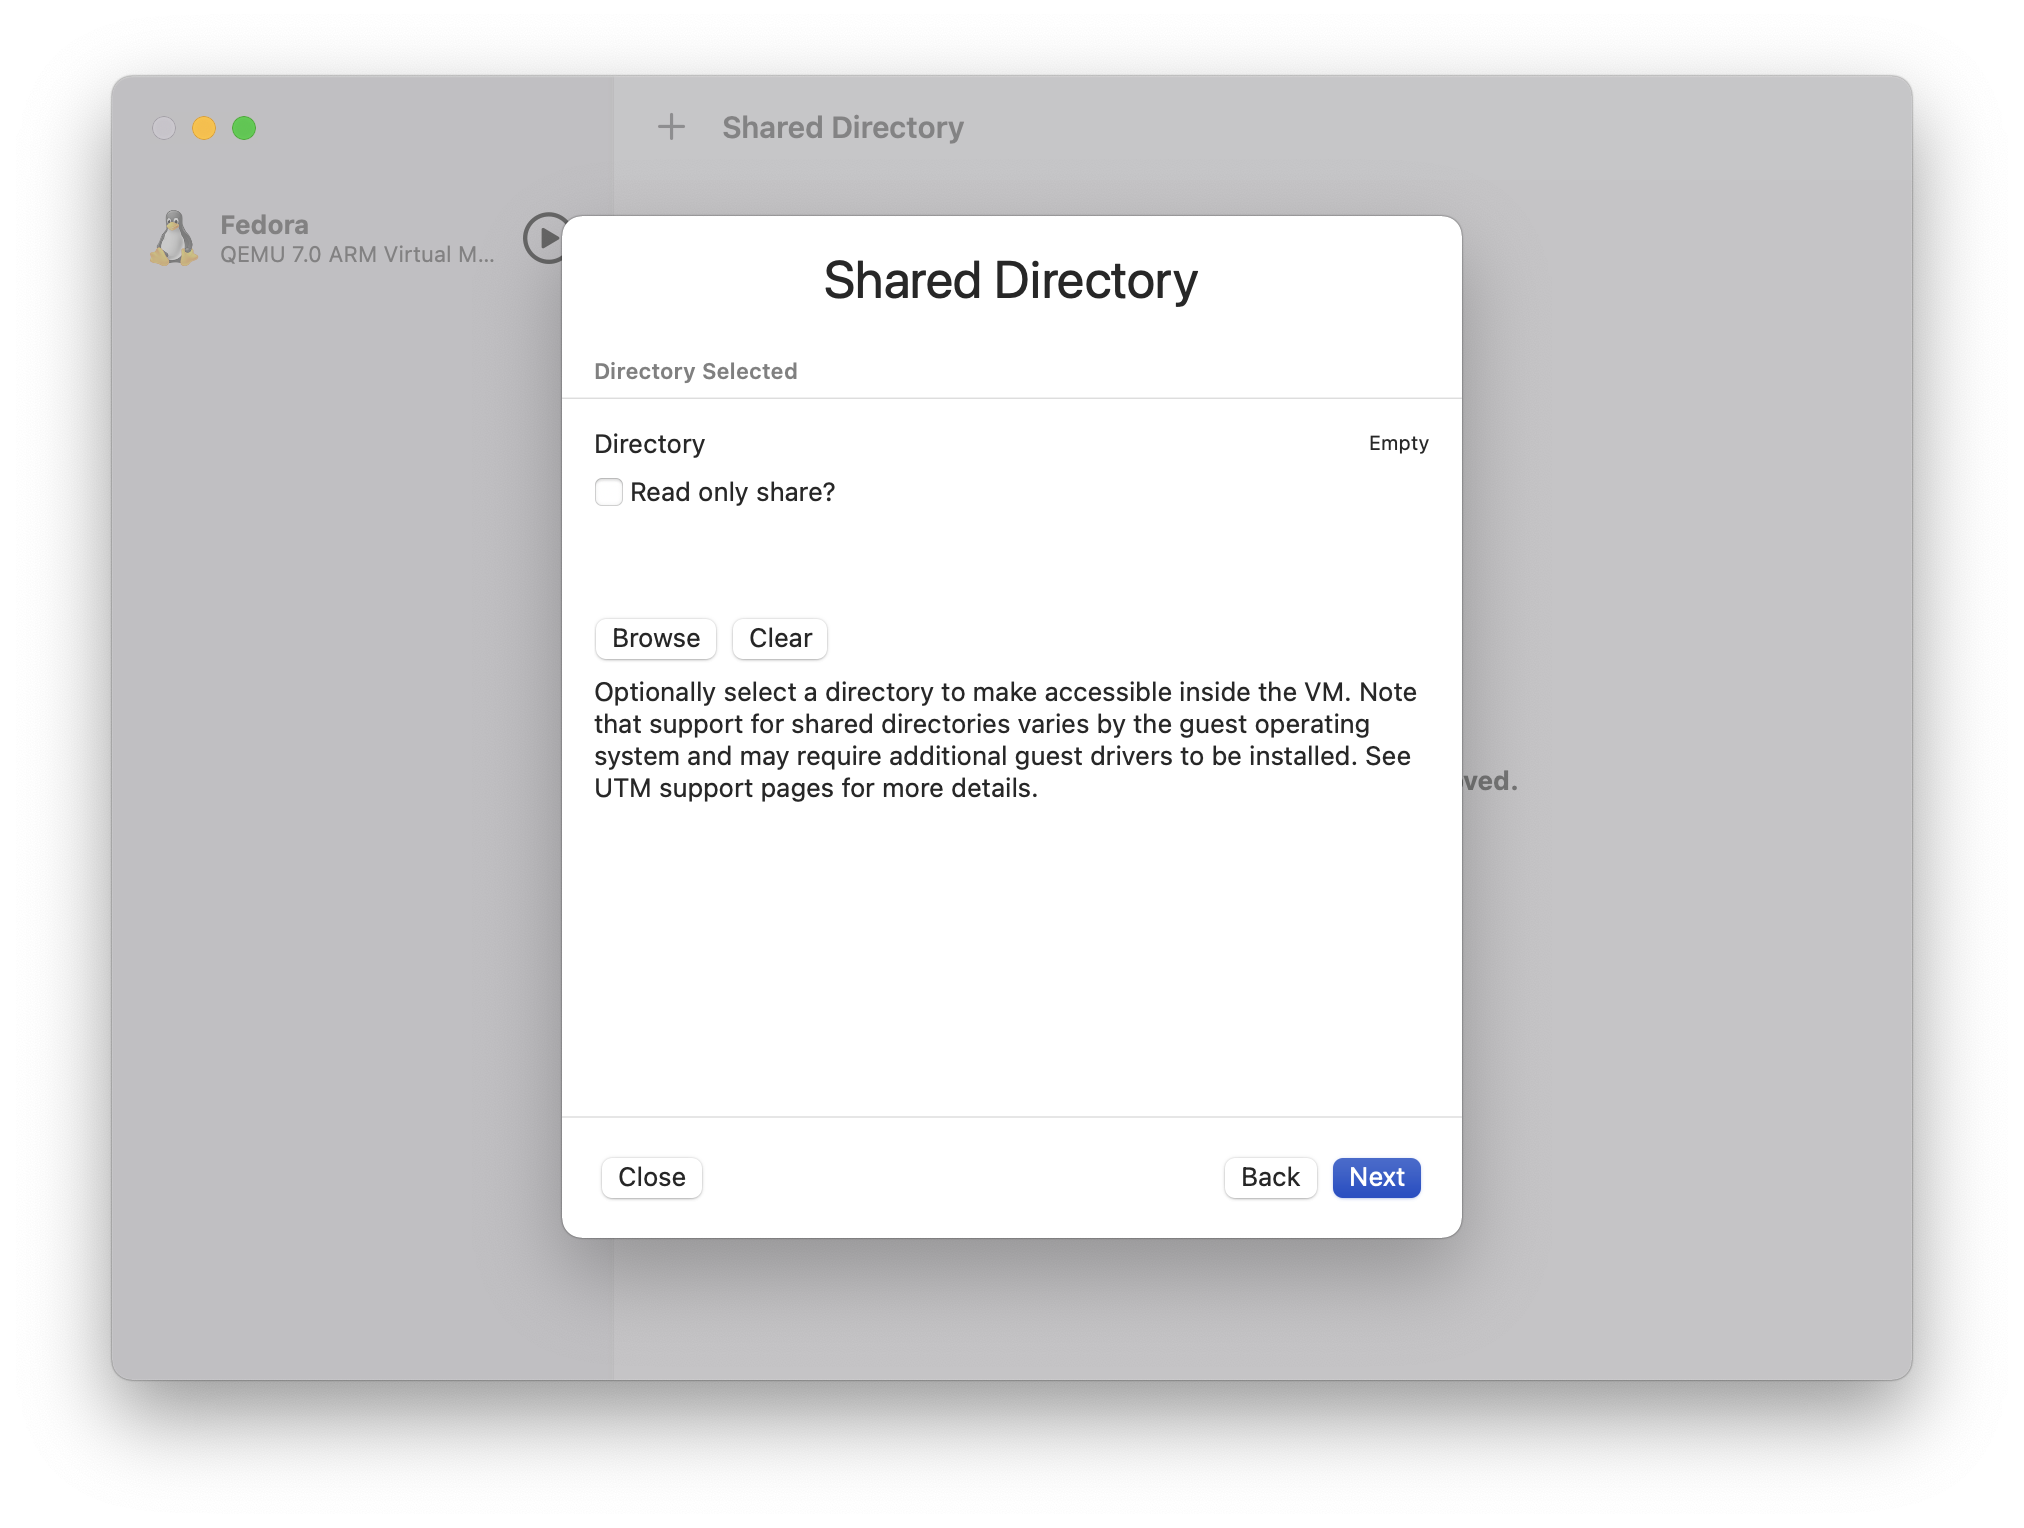 Shared Directory
Fedora
QEMU 7.0 ARM Virtual M...
Shared Directory
Directory Selected
Directory
Empty
Read only share?
Browse
Clear
Optionally select a directory to make accessible inside the VM. Note
that support for shared directories varies by the guest operating
system and may require additional guest drivers to be installed. See
UTM support pages for more details.
Close
Back
Next